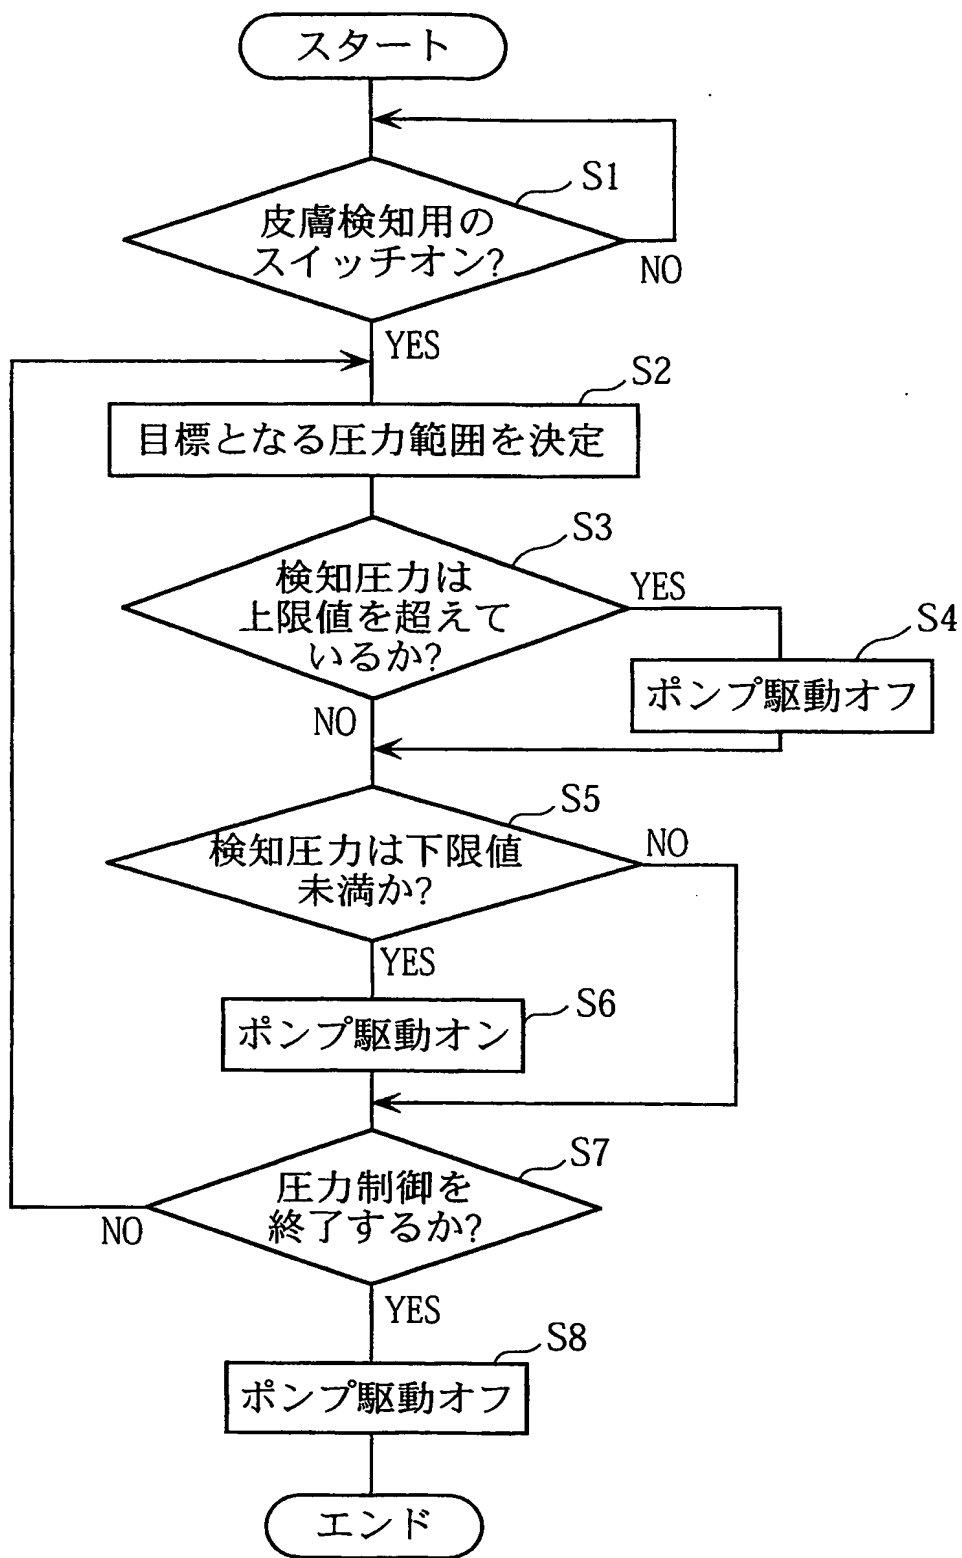 スタート
S1
皮膚検知用の
スイッチオン?
NO
YES
S2
目標となる圧力範囲を決定
S3
検知圧力は
上限値を超えて
いるか?
YES
S4
ポンプ駆動オフ
NO
S5
検知圧力は下限値
未満か?
NO
YES
S6
ポンプ駆動オン
S7
圧力制御を
終了するか?
NO
YES
S8
ポンプ駆動オフ
エンド